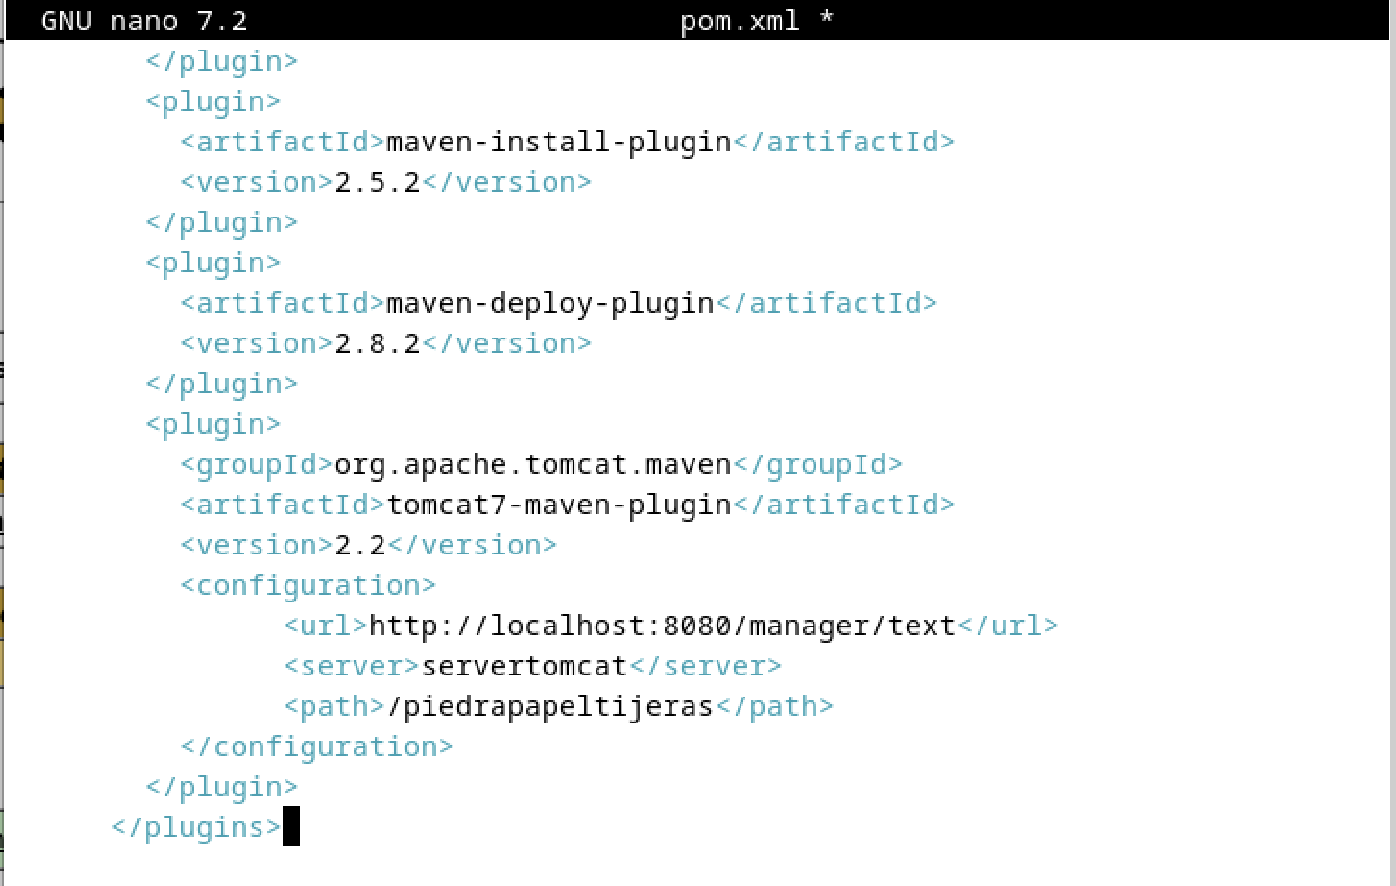 GNU nano 7.2 pom.xml *
</plugin>
<plugin>
<artifactId>maven-install-plugin</artifactId>
<version>2.5.2</version>
</plugin>
<plugin>
<artifactId>maven-deploy-plugin</artifactId>
<version>2.8.2</version>
</plugin>
<plugin>
<groupId>org.apache.tomcat.maven</groupId>
<artifactId>tomcat7-maven-plugin</artifactId>
<version>2.2</version>
<configuration>
<url>http://localhost:8080/manager/text</url>
<server>servertomcat</server>
<path>/piedrapapeltijeras</path>
</configuration>
</plugin>
</plugins>